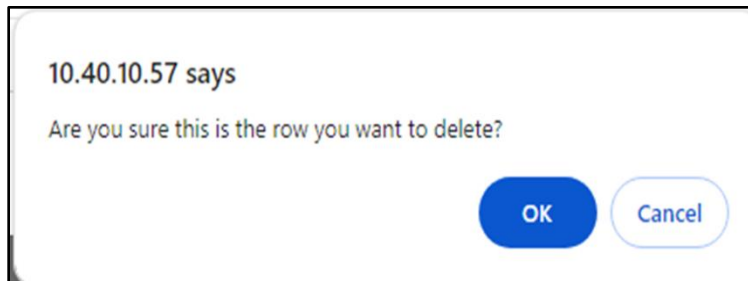 10.40.10.57 says
Are you sure this is the row you want to delete?
OK Cancel